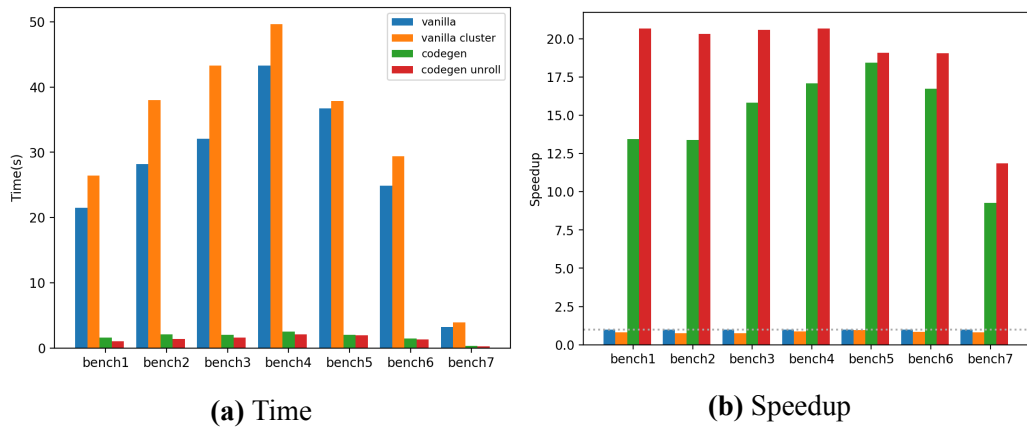 50
40
30
20
10
0
Time(s)
vanilla
vanilla cluster
codegen
codegen unroll
bench1 bench2 bench3 bench4 bench5 bench6 bench7
(a) Time
20.0
17.5
15.0
12.5
10.0
7.5
5.0
2.5
0.0
Speedup
bench1 bench2 bench3 bench4 bench5 bench6 bench7
(b) Speedup